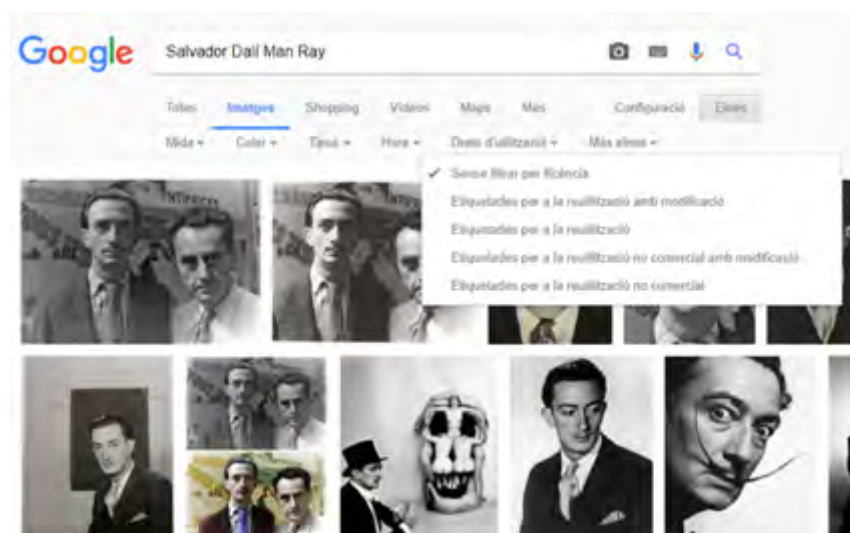 Google
Salvador Dalí Man Ray
Totes Imatges Shopping Vídeos Maps Més Configuració Eines
Mida Color Tipus Hora Drets d'utilització Más eines
Sense filtrar per llicència
Etiquetades per a la reutilització amb modificació
Etiquetades per a la reutilització
Etiquetades per a la reutilització no comercial amb modificació
Etiquetades per a la reutilització no comercial